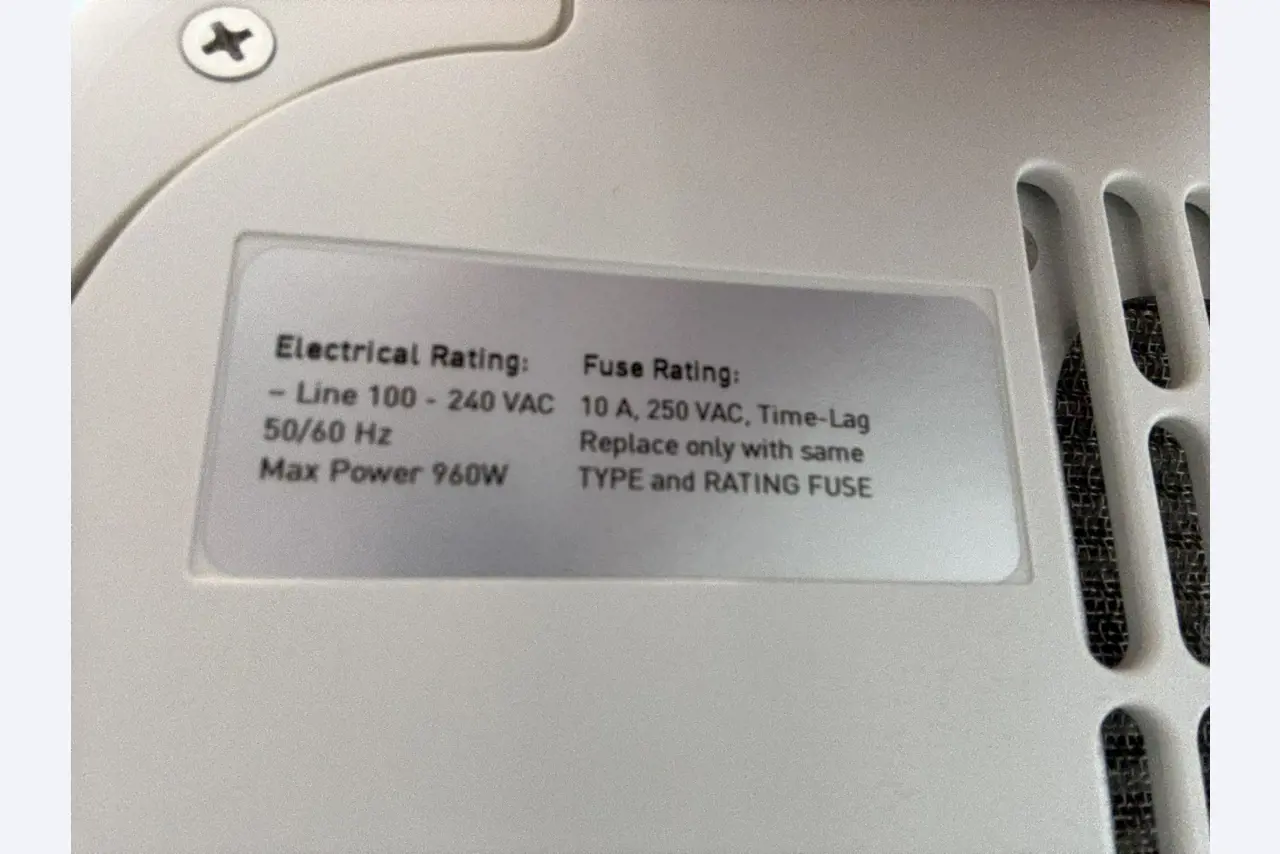 Electrical Rating:
– Line 100 - 240 VAC
50/60 Hz
Max Power 960W
Fuse Rating:
10 A, 250 VAC, Time-Lag
Replace only with same
TYPE and RATING FUSE